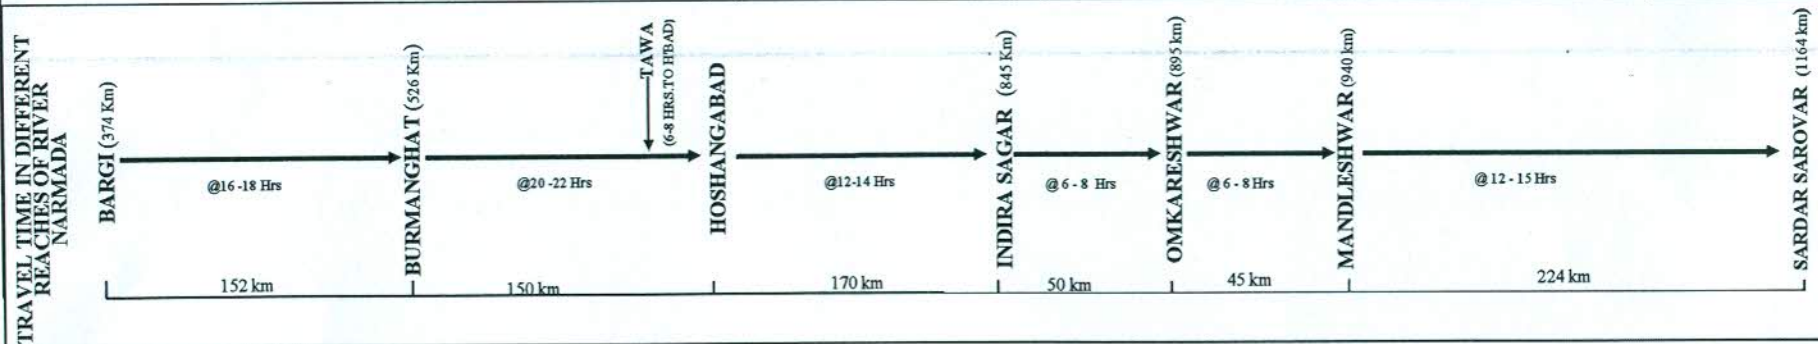 TRAVEL TIME IN DIFFERENT
REACHES OF RIVER
NARMADA
BARGI (374 Km)
@16 -18 Hrs
BURMANGHAT (526 Km)
@20 -22 Hrs
TAWA
(6-8 HRS.TO H'BAD)
HOSHANGABAD
@12-14 Hrs
INDIRA SAGAR (845 Km)
@ 6 - 8 Hrs
OMKARESHWAR (895 km)
@ 6 - 8 Hrs
MANDLESHWAR (940 km)
@ 12 - 15 Hrs
SARDAR SAROVAR (1164 km)
152 km
150 km
170 km
50 km
45 km
224 km